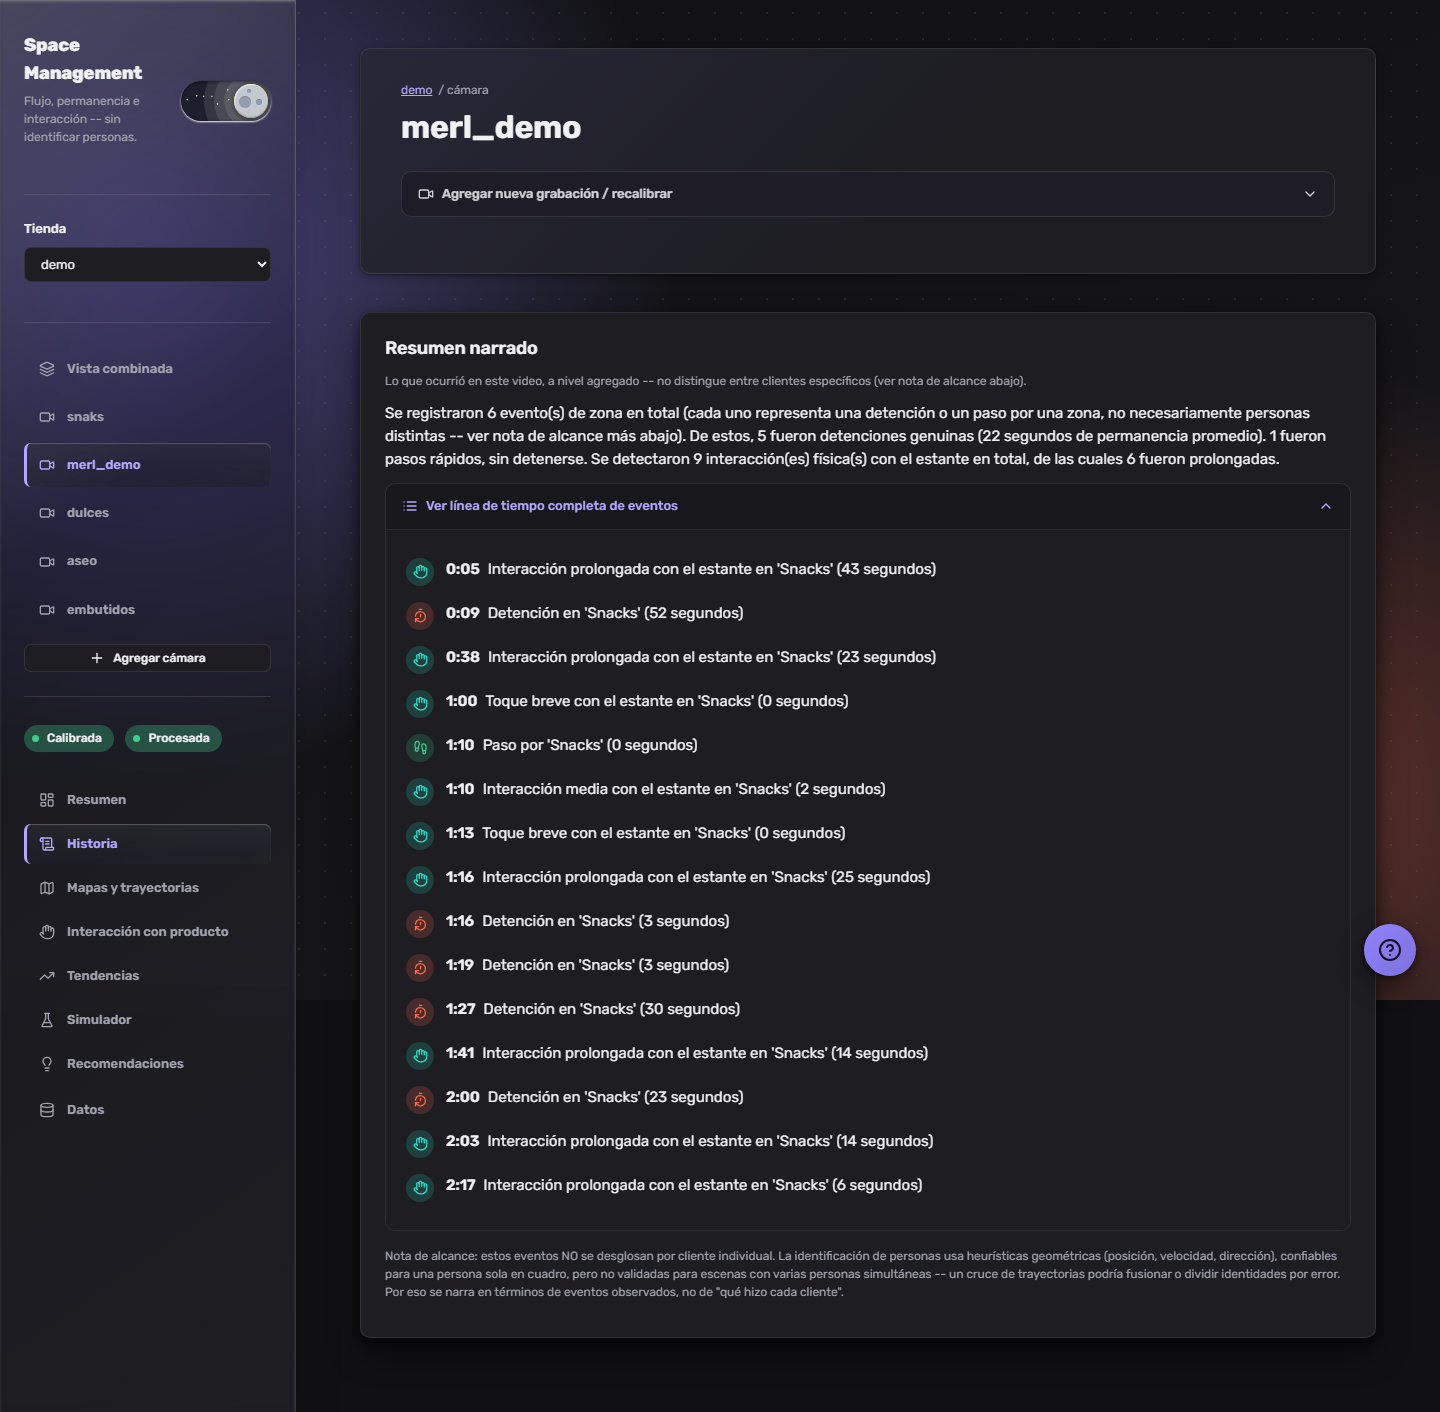 Space
Management
Flujo, permanencia e
interacción -- sin
identificar personas.
Tienda
demo
Vista combinada
snaks
merl_demo
dulces
aseo
embutidos
Agregar cámara
Calibrada
Procesada
Resumen
Historia
Mapas y trayectorias
Interacción con producto
Tendencias
Simulador
Recomendaciones
Datos
demo / cámara
merl_demo
Agregar nueva grabación / recalibrar
Resumen narrado
Lo que ocurrió en este video, a nivel agregado -- no distingue entre clientes específicos (ver nota de alcance abajo).
Se registraron 6 evento(s) de zona en total (cada uno representa una detención o un paso por una zona, no necesariamente personas
distintas -- ver nota de alcance más abajo). De estos, 5 fueron detenciones genuinas (22 segundos de permanencia promedio). 1 fueron
pasos rápidos, sin detenerse. Se detectaron 9 interacción(es) física(s) con el estante en total, de las cuales 6 fueron prolongadas.
Ver línea de tiempo completa de eventos
0:05 Interacción prolongada con el estante en 'Snacks' (43 segundos)
0:09 Detención en 'Snacks' (52 segundos)
0:38 Interacción prolongada con el estante en 'Snacks' (23 segundos)
1:00 Toque breve con el estante en 'Snacks' (0 segundos)
1:10 Paso por 'Snacks' (0 segundos)
1:10 Interacción media con el estante en 'Snacks' (2 segundos)
1:13 Toque breve con el estante en 'Snacks' (0 segundos)
1:16 Interacción prolongada con el estante en 'Snacks' (25 segundos)
1:16 Detención en 'Snacks' (3 segundos)
1:19 Detención en 'Snacks' (3 segundos)
1:27 Detención en 'Snacks' (30 segundos)
1:41 Interacción prolongada con el estante en 'Snacks' (14 segundos)
2:00 Detención en 'Snacks' (23 segundos)
2:03 Interacción prolongada con el estante en 'Snacks' (14 segundos)
2:17 Interacción prolongada con el estante en 'Snacks' (6 segundos)
Nota de alcance: estos eventos NO se desglosan por cliente individual. La identificación de personas usa heurísticas geométricas (posición, velocidad, dirección), confiables
para una persona sola en cuadro, pero no validadas para escenas con varias personas simultáneas -- un cruce de trayectorias podría fusionar o dividir identidades por error.
Por eso se narra en términos de eventos observados, no de "qué hizo cada cliente".